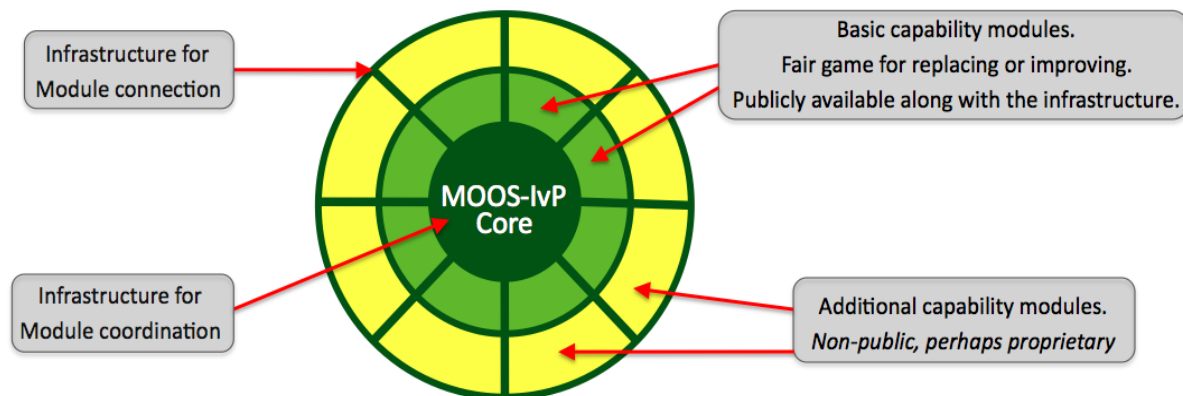 Infrastructure for
Module connection
Basic capability modules.
Fair game for replacing or improving.
Publicly available along with the infrastructure.
MOOS-IvP
Core
Infrastructure for
Module coordination
Additional capability modules.
Non-public, perhaps proprietary